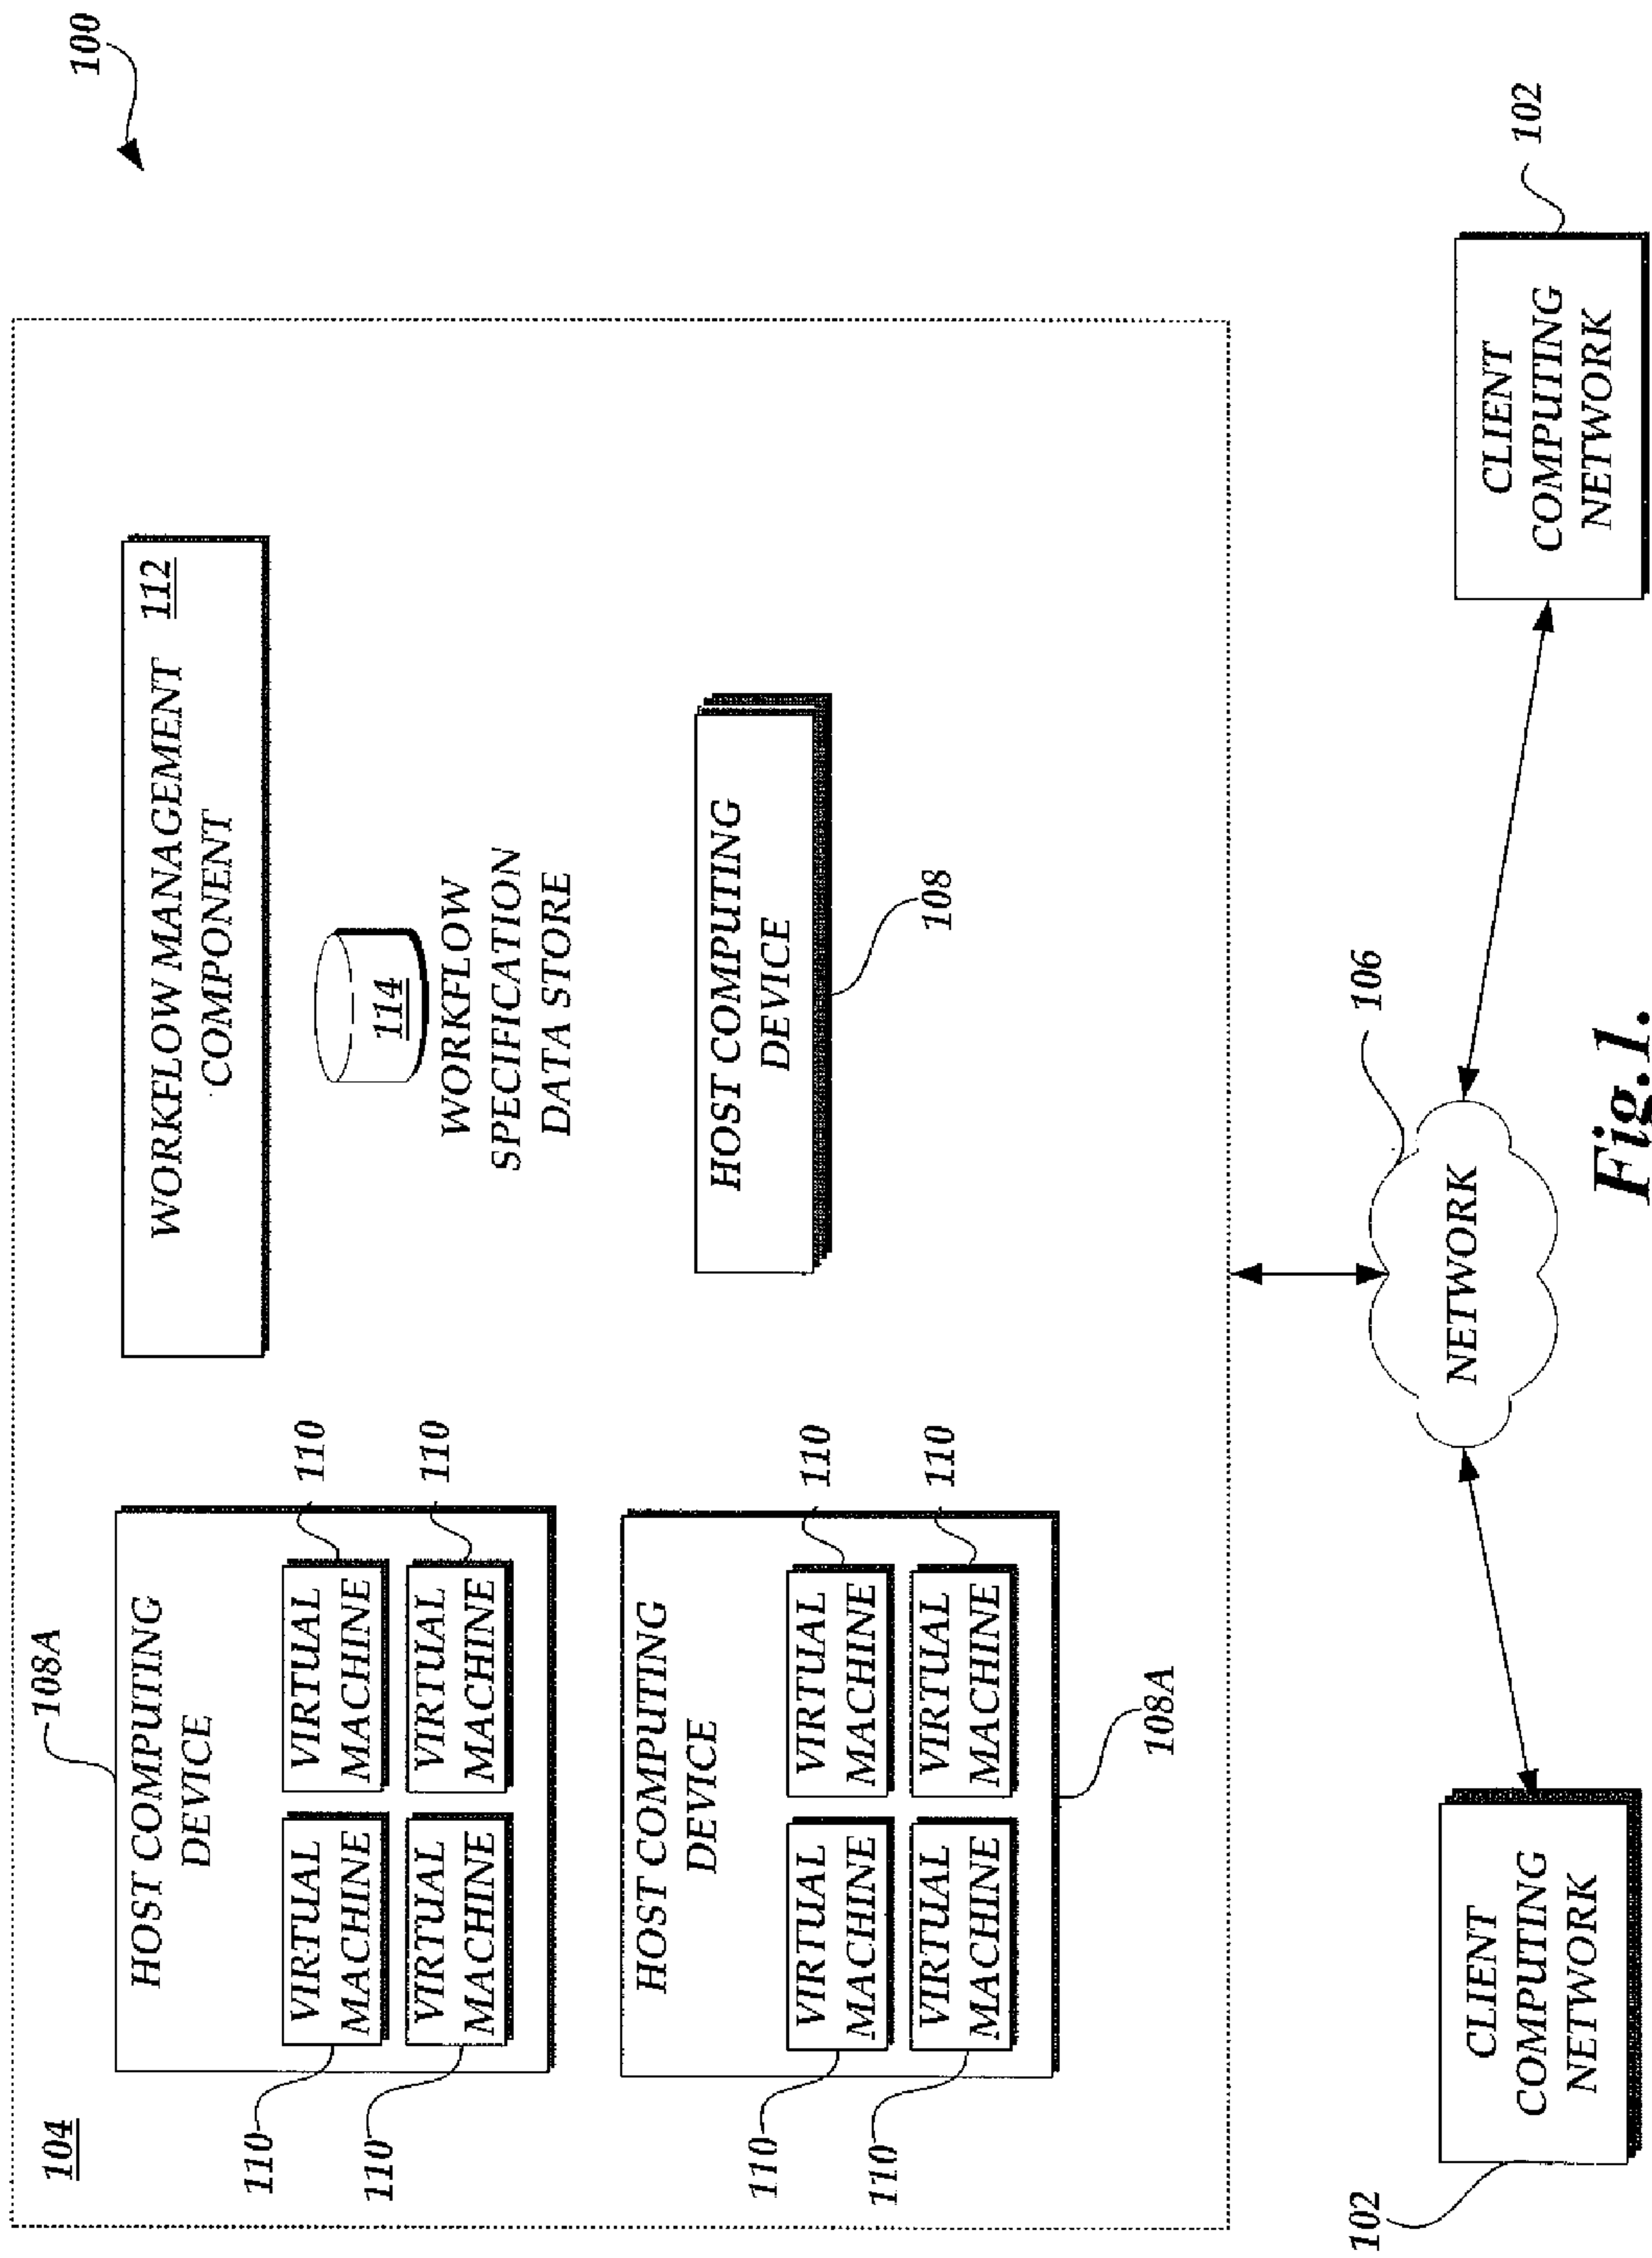 100
104
108A
HOST COMPUTING
DEVICE
VIRTUAL
MACHINE
VIRTUAL
MACHINE
110
110
VIRTUAL
MACHINE
VIRTUAL
MACHINE
110
110
WORKFLOW MANAGEMENT 112
COMPONENT
114
WORKFLOW
SPECIFICATION
DATA STORE
HOST COMPUTING
DEVICE
VIRTUAL
MACHINE
VIRTUAL
MACHINE
110
110
VIRTUAL
MACHINE
VIRTUAL
MACHINE
110
110
108A
HOST COMPUTING
DEVICE
108
106
NETWORK
102
CLIENT
COMPUTING
NETWORK
CLIENT
COMPUTING
NETWORK
102
Fig.1.